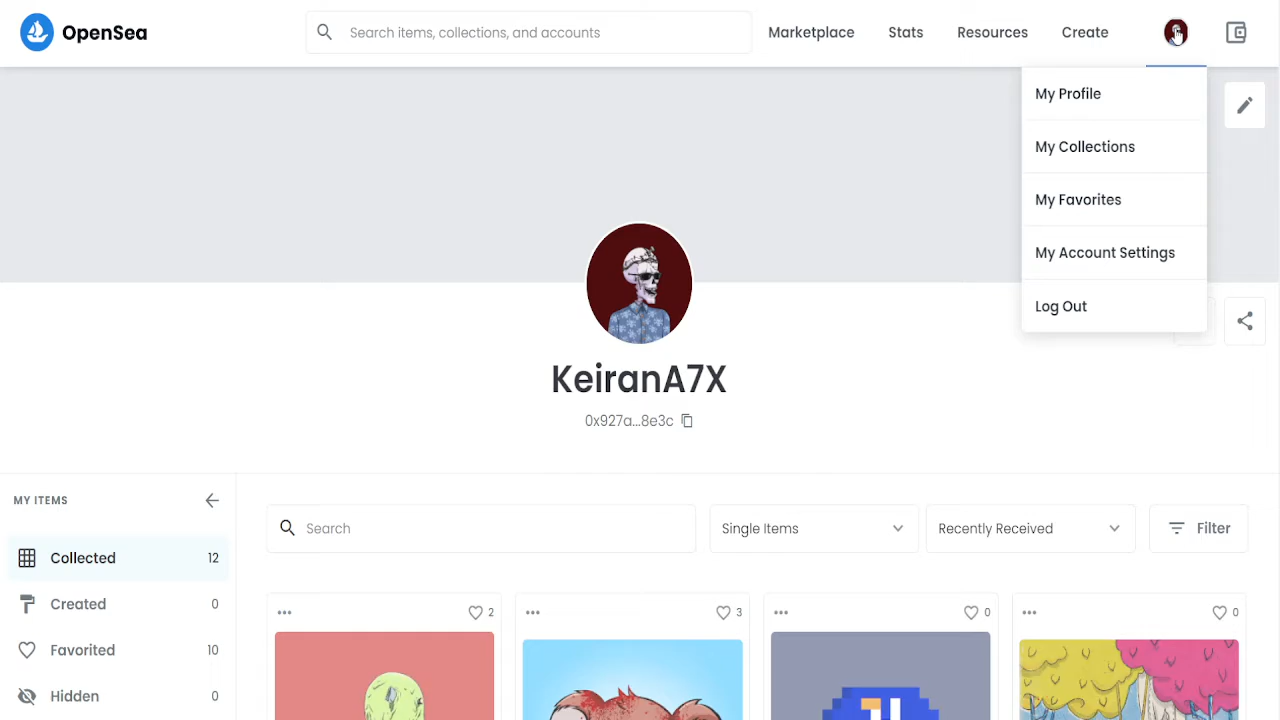 OpenSea
Search items, collections, and accounts
Marketplace
Stats
Resources
Create
My Profile
My Collections
My Favorites
My Account Settings
Log Out
KeiranA7X
0x927a...8e3c
MY ITEMS
Collected 12
Created 0
Favorited 10
Hidden 0
Search
Single Items
Recently Received
Filter
2
3
0
0